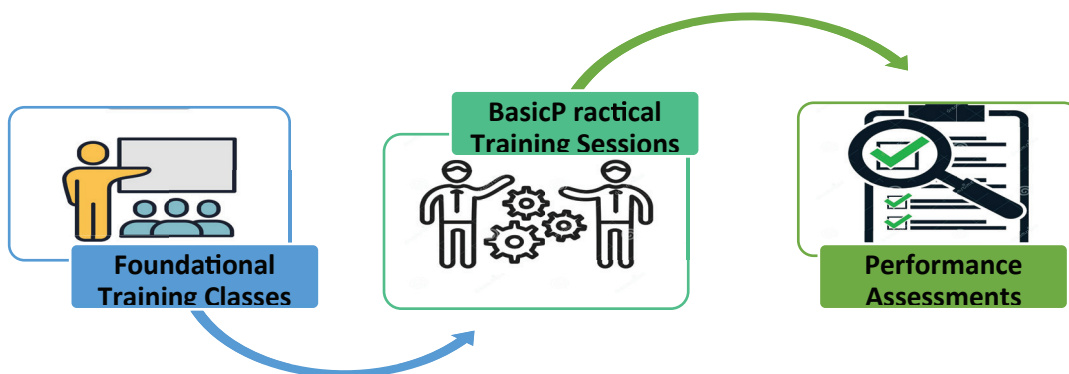 Foundational
Training Classes
BasicP ractical
Training Sessions
Performance
Assessments